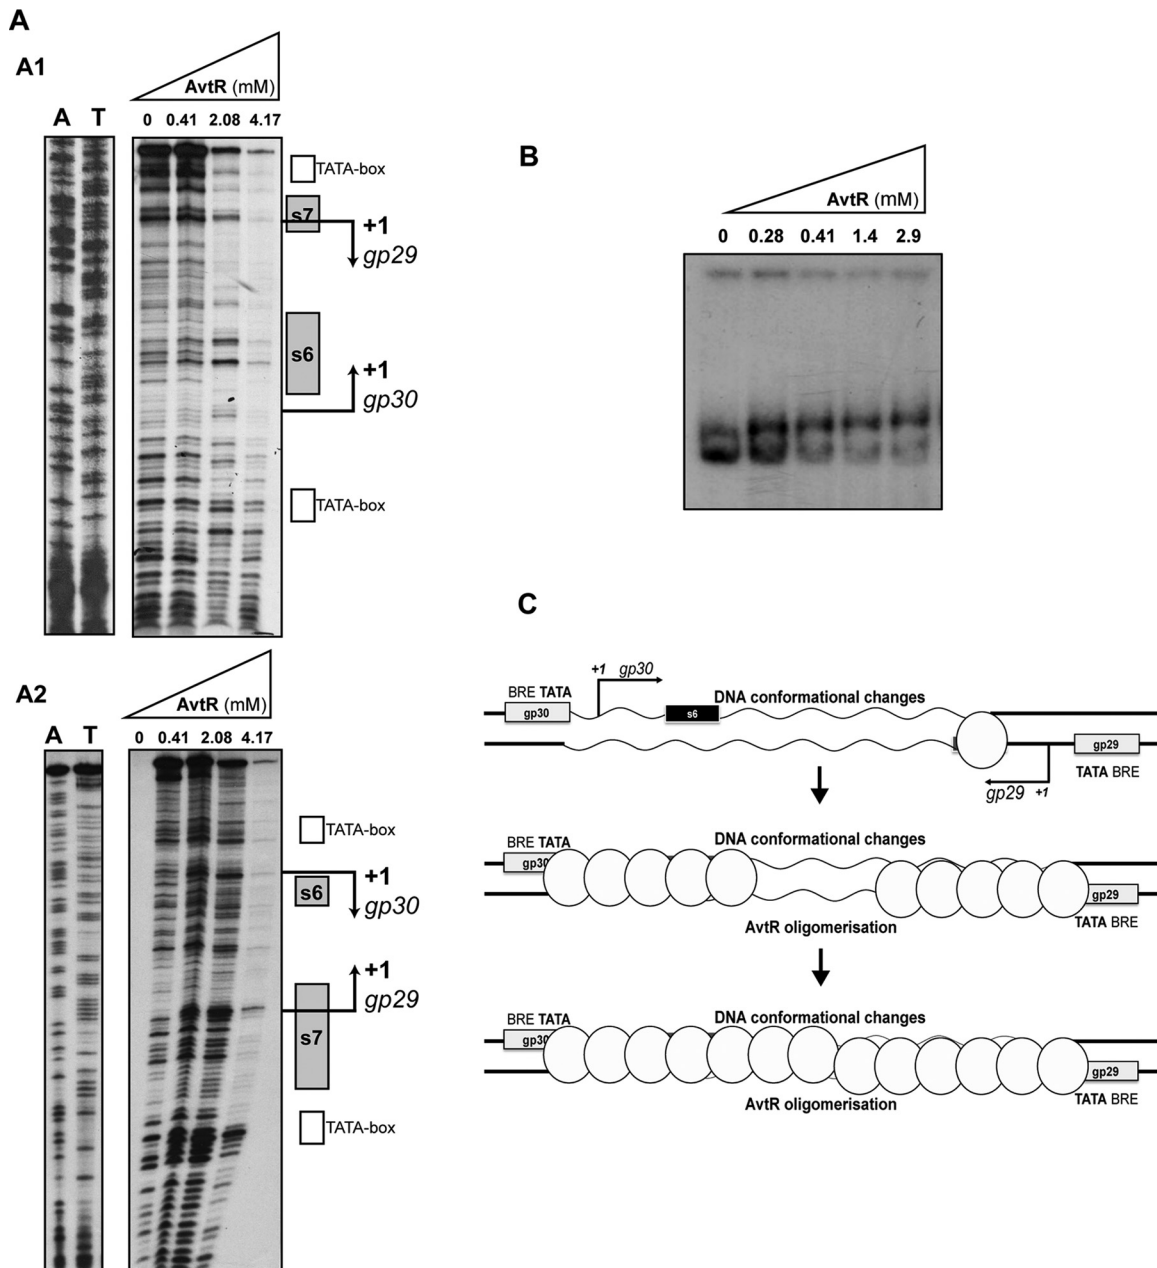 A
A1
AvtR (mM)
A T
0 0.41 2.08 4.17
TATA-box
s7
+1
gp29
s6
+1
gp30
TATA-box
A2
AvtR (mM)
A T
0 0.41 2.08 4.17
TATA-box
+1
s6
gp30
+1
gp29
s7
TATA-box
B
AvtR (mM)
0 0.28 0.41 1.4 2.9
C
+1 gp30
BRE TATA
DNA conformational changes
gp30
s6
gp29
TATA BRE
gp29 +1
DNA conformational changes
BRE TATA
gp30
gp29
TATA BRE
AvtR oligomerisation
DNA conformational changes
BRE TATA
gp30
gp29
TATA BRE
AvtR oligomerisation